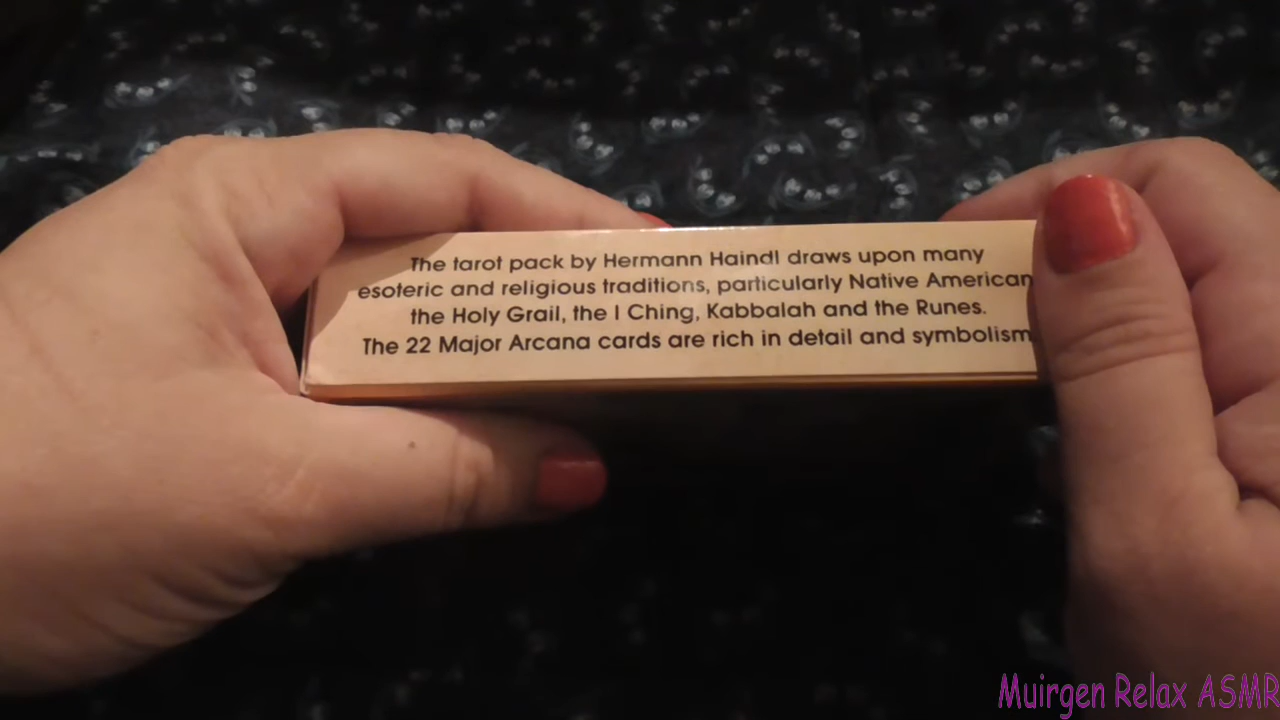 The tarot pack by Hermann Haindl draws upon many
esoteric and religious traditions, particularly Native American
the Holy Grail, the I Ching, Kabbalah and the Runes.
The 22 Major Arcana cards are rich in detail and symbolism
Muirgen Relax ASMR